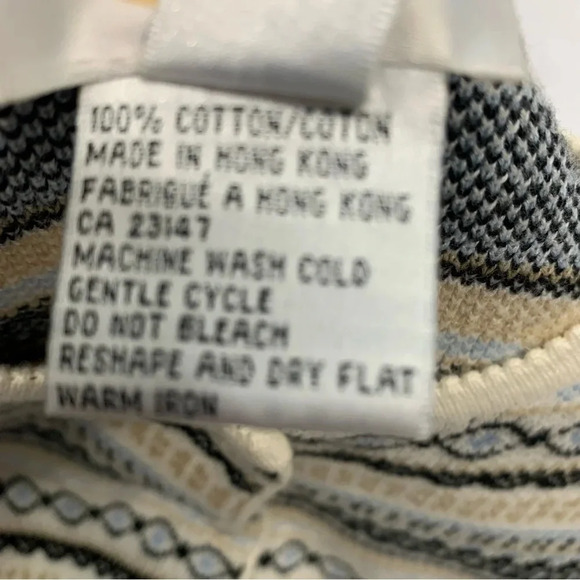 100% COTTON/COTON
MADE IN HONG KONG
FABRIQUÉ A HONG KONG
CA 23147
MACHINE WASH COLD
GENTLE CYCLE
DO NOT BLEACH
RESHAPE AND DRY FLAT
WARM IRON